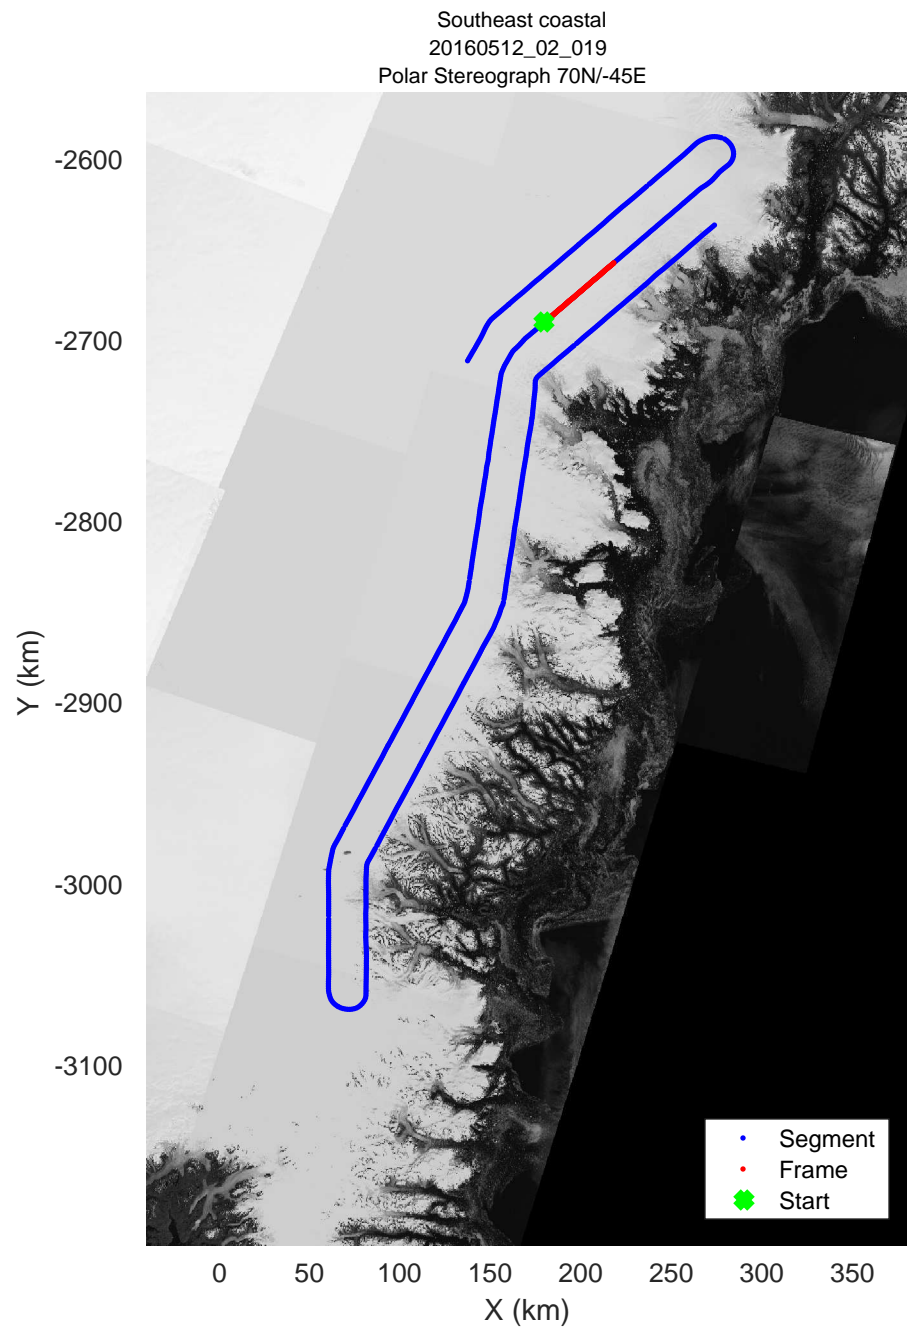 Southeast coastal
20160512_02_019
Polar Stereograph 70N/-45E
-2600
-2700
-2800
-2900
-3000
-3100
Y (km)
Segment
Frame
Start
0 50 100 150 200 250 300 350
X (km)